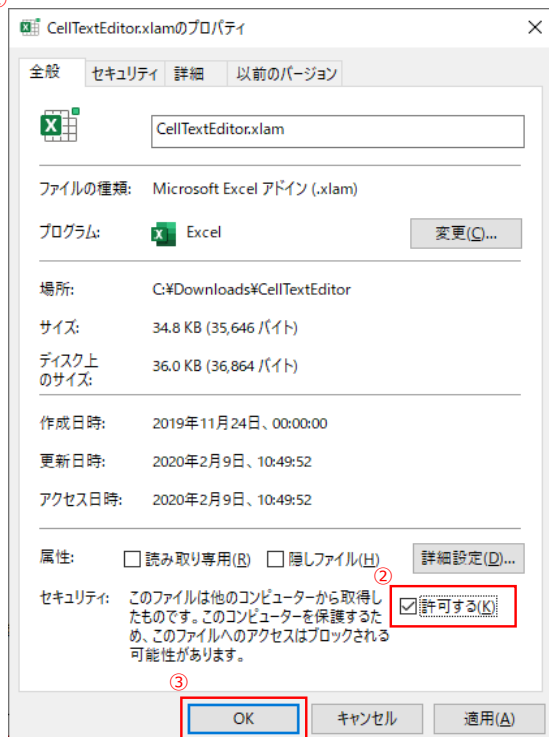 CellTextEditor.xlamのプロパティ
全般 セキュリティ 詳細 以前のバージョン
CellTextEditor.xlam
ファイルの種類: Microsoft Excel アドイン (.xlam)
プログラム: Excel 変更(C)...
場所: C:¥Downloads¥CellTextEditor
サイズ: 34.8 KB (35,646 バイト)
ディスク上
のサイズ: 36.0 KB (36,864 バイト)
作成日時: 2019年11月24日、00:00:00
更新日時: 2020年2月9日、10:49:52
アクセス日時: 2020年2月9日、10:49:52
属性: 読み取り専用(R) 隠しファイル(H) 詳細設定(D)...
②
セキュリティ: このファイルは他のコンピューターから取得し
たものです。このコンピューターを保護するた
め、このファイルへのアクセスはブロックされる
可能性があります。
許可する(K)
③
OK キャンセル 適用(A)